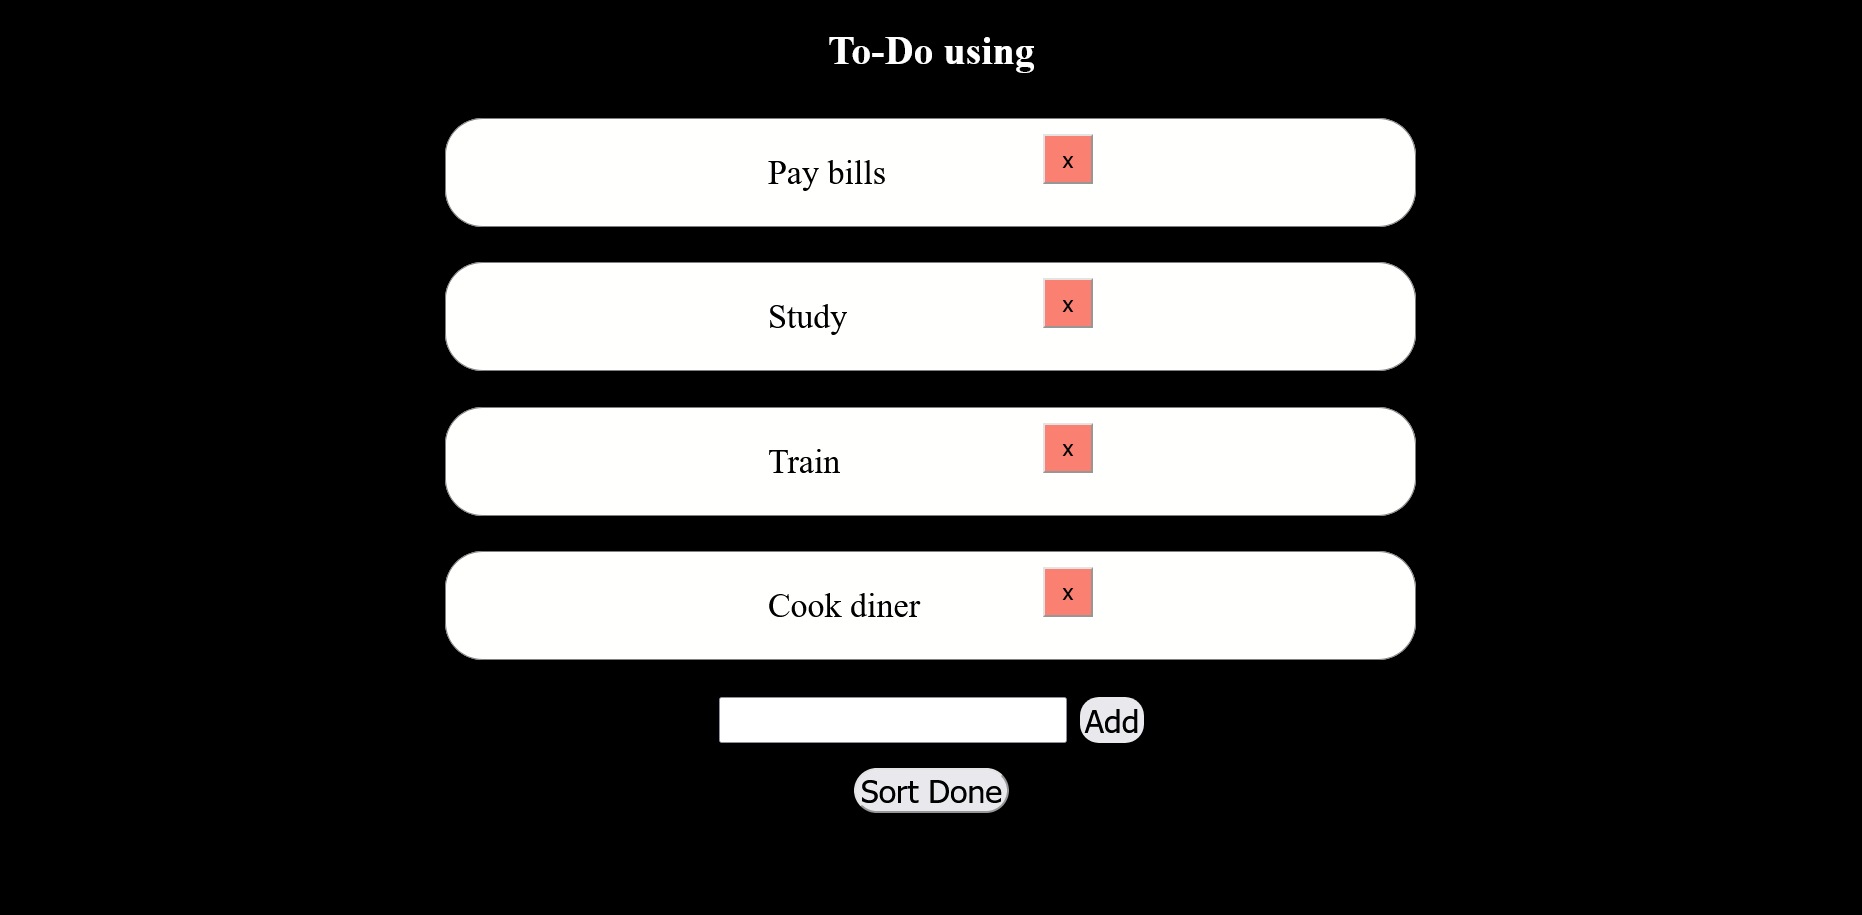 To-Do using
Pay bills
x
Study
x
Train
x
Cook diner
x
Add
Sort Done